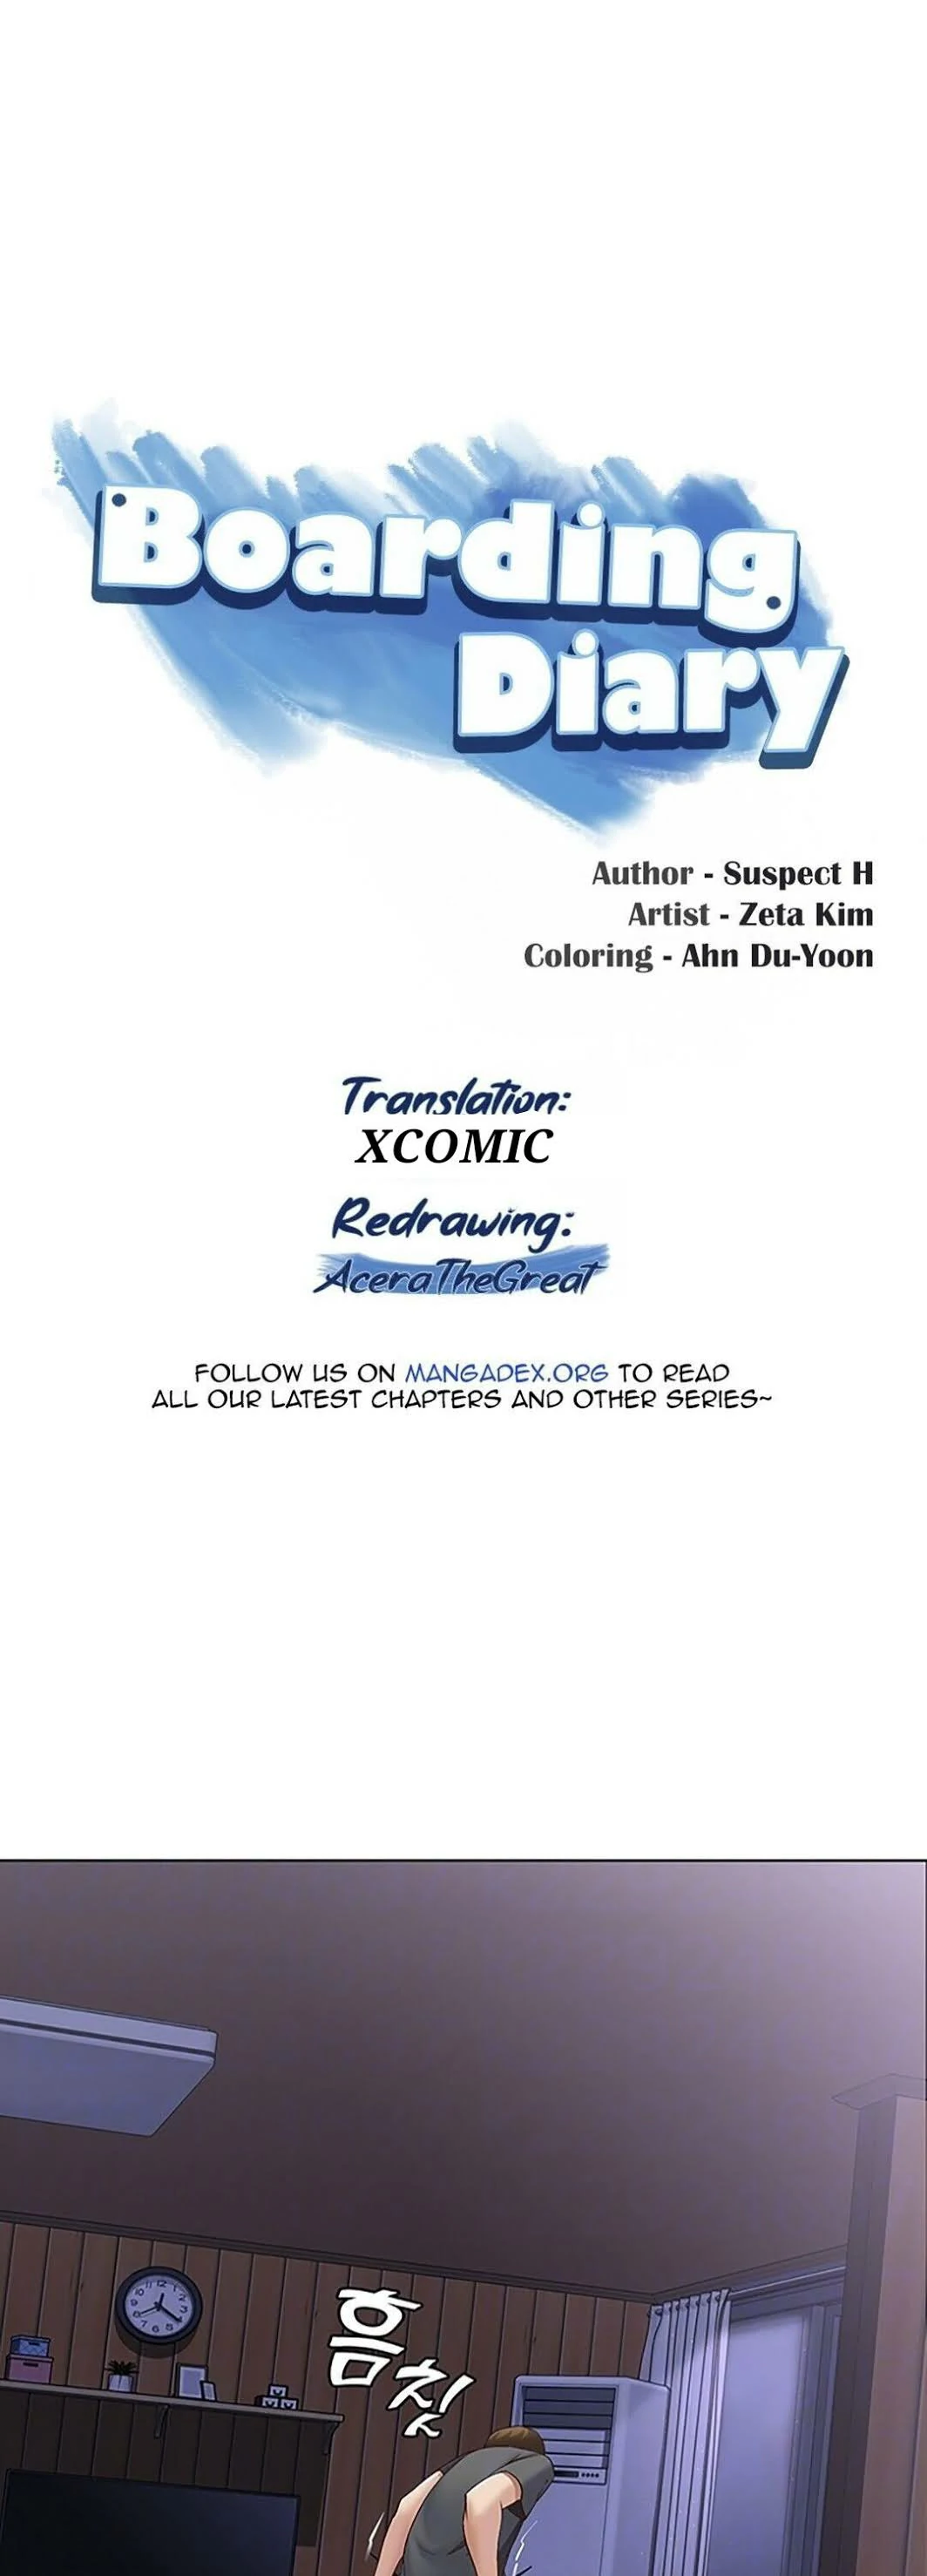 Boarding
Diary
Author - Suspect H
Artist - Zeta Kim
Coloring - Ahn Du-Yoon
Translation:
XCOMIC
Redrawing:
AceraTheGreat
FOLLOW US ON MANGADEX.ORG TO READ
ALL OUR LATEST CHAPTERS AND OTHER SERIES~
흠칫